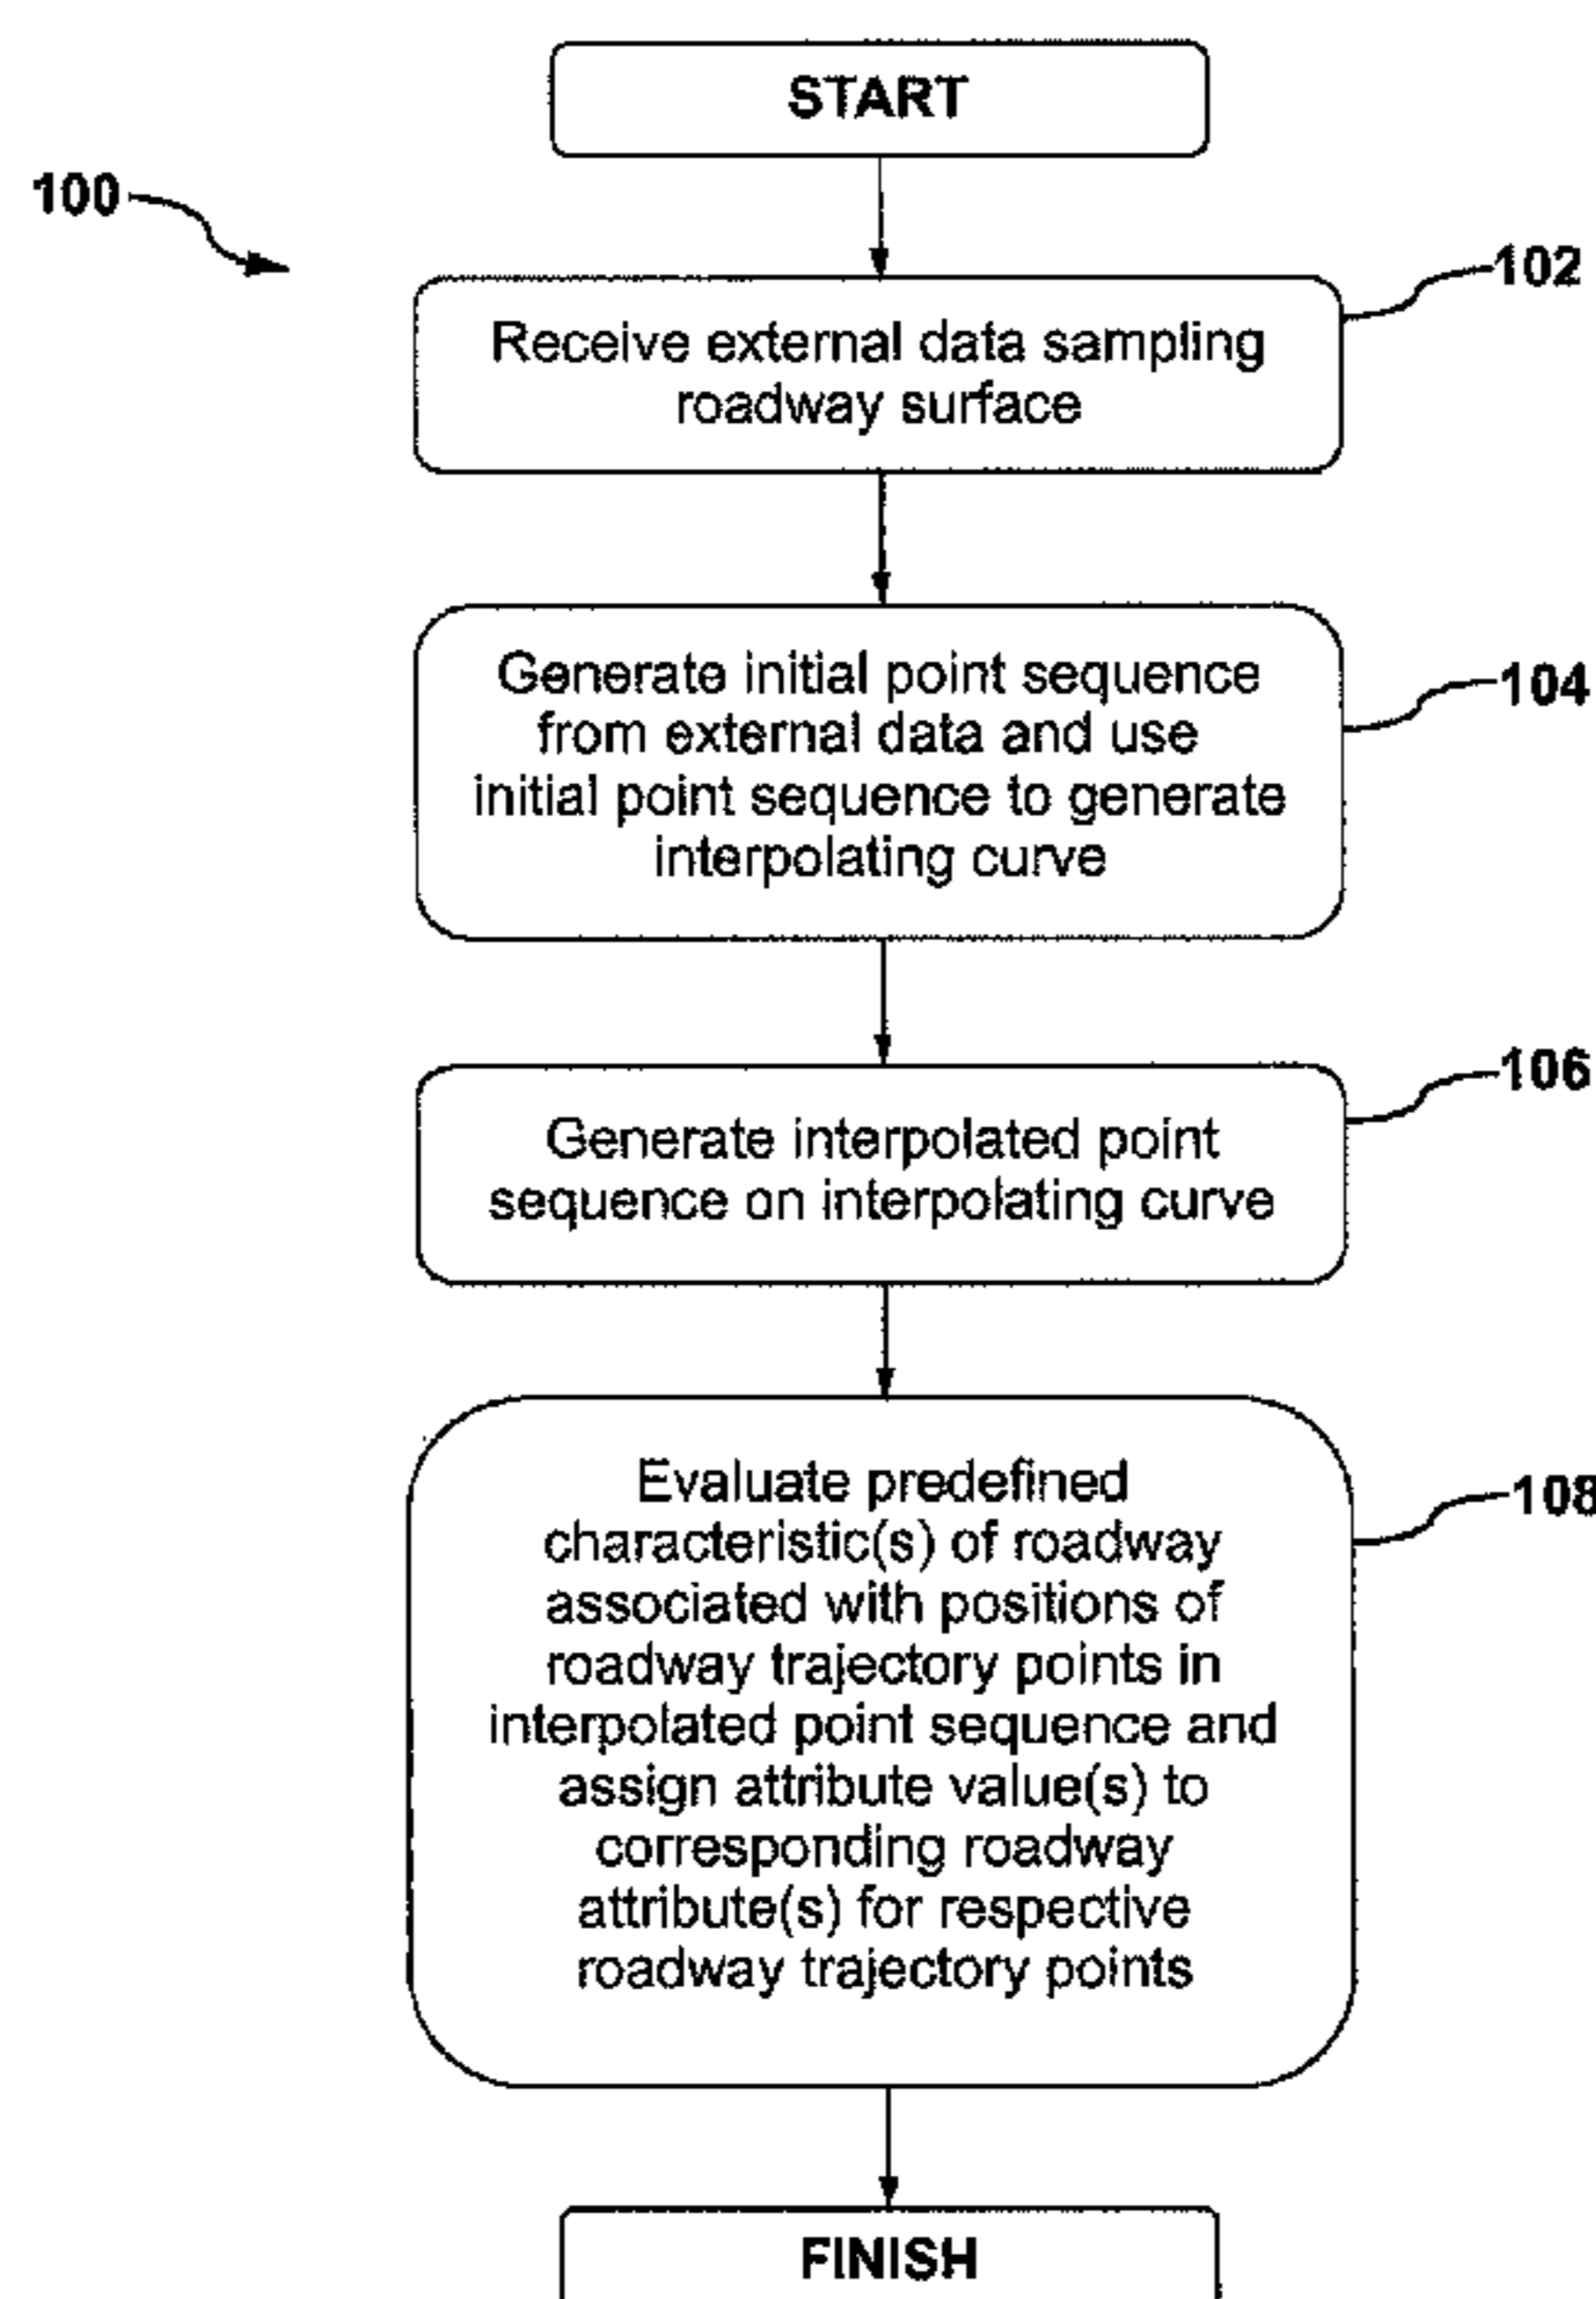 START
100
102
Receive external data sampling
roadway surface
104
Generate initial point sequence
from external data and use
initial point sequence to generate
interpolating curve
106
Generate interpolated point
sequence on interpolating curve
108
Evaluate predefined
characteristic(s) of roadway
associated with positions of
roadway trajectory points in
interpolated point sequence and
assign attribute value(s) to
corresponding roadway
attribute(s) for respective
roadway trajectory points
FINISH